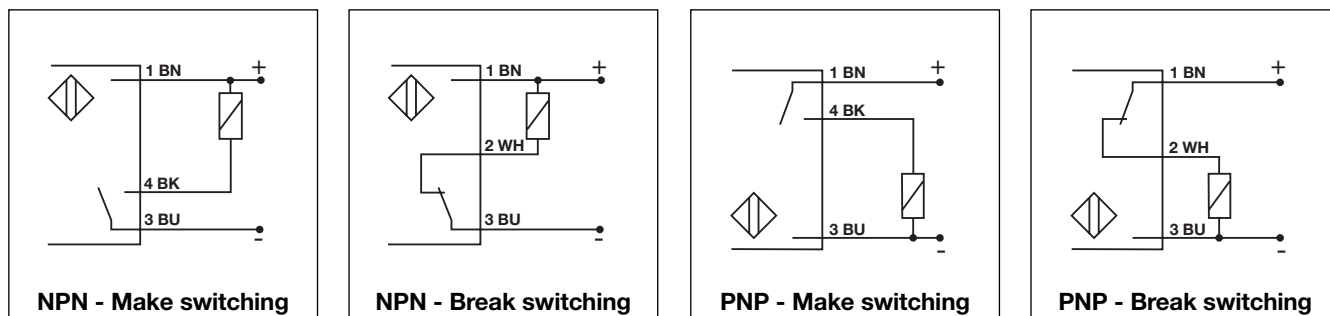 1 BN
+
4 BK
3 BU
-
NPN - Make switching
1 BN
+
2 WH
3 BU
-
NPN - Break switching
1 BN
+
4 BK
3 BU
-
PNP - Make switching
1 BN
+
2 WH
3 BU
-
PNP - Break switching